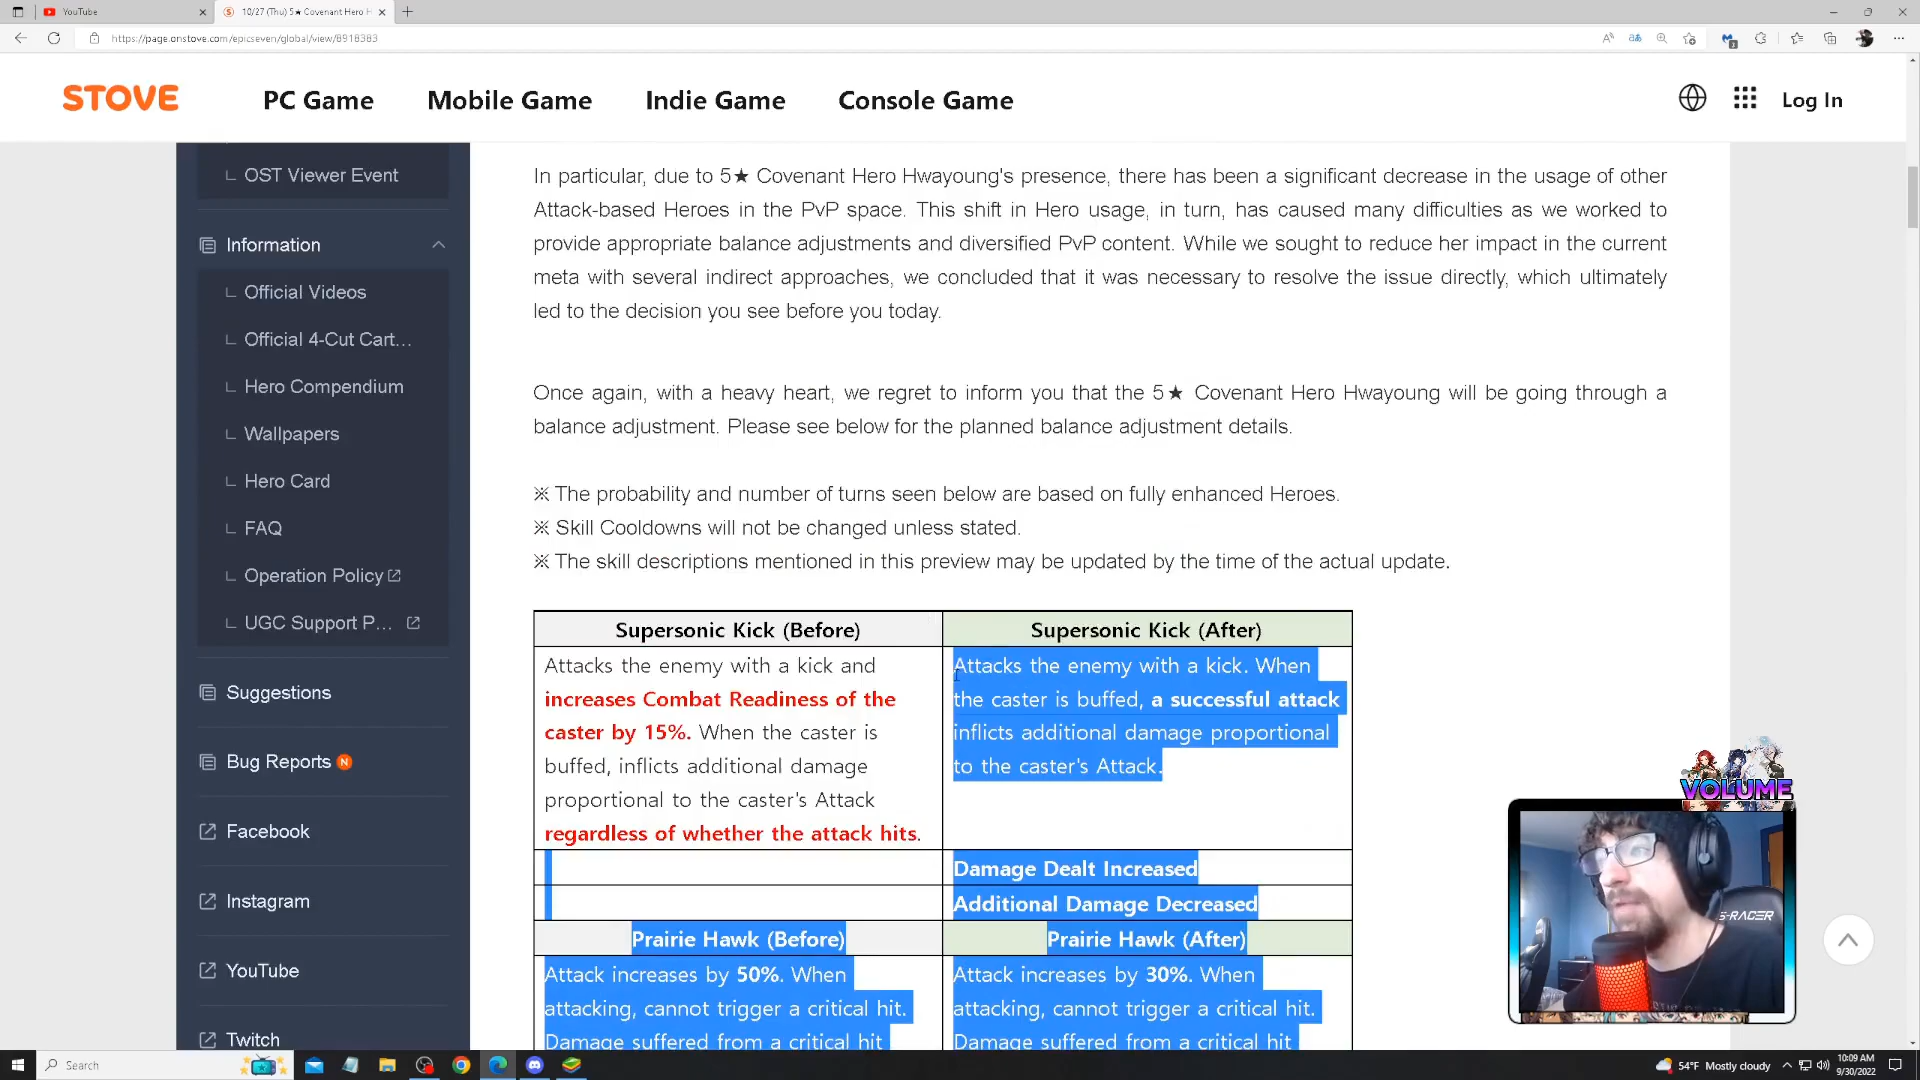 YouTube
10/27 (Thu) 5★ Covenant Hero H
https://page.onstove.com/epicseven/global/view/8918383
STOVE
PC Game
Mobile Game
Indie Game
Console Game
Log In
OST Viewer Event
Information
Official Videos
Official 4-Cut Cart...
Hero Compendium
Wallpapers
Hero Card
FAQ
Operation Policy
UGC Support P...
Suggestions
Bug Reports N
Facebook
Instagram
YouTube
Twitch
In particular, due to 5★ Covenant Hero Hwayoung's presence, there has been a significant decrease in the usage of other
Attack-based Heroes in the PvP space. This shift in Hero usage, in turn, has caused many difficulties as we worked to
provide appropriate balance adjustments and diversified PvP content. While we sought to reduce her impact in the current
meta with several indirect approaches, we concluded that it was necessary to resolve the issue directly, which ultimately
led to the decision you see before you today.
Once again, with a heavy heart, we regret to inform you that the 5★ Covenant Hero Hwayoung will be going through a
balance adjustment. Please see below for the planned balance adjustment details.
※ The probability and number of turns seen below are based on fully enhanced Heroes.
※ Skill Cooldowns will not be changed unless stated.
※ The skill descriptions mentioned in this preview may be updated by the time of the actual update.
Supersonic Kick (Before)
Attacks the enemy with a kick and
increases Combat Readiness of the
caster by 15%. When the caster is
buffed, inflicts additional damage
proportional to the caster's Attack
regardless of whether the attack hits.
Supersonic Kick (After)
Attacks the enemy with a kick. When
the caster is buffed, a successful attack
inflicts additional damage proportional
to the caster's Attack.
Damage Dealt Increased
Additional Damage Decreased
Prairie Hawk (Before)
Attack increases by 50%. When
attacking, cannot trigger a critical hit.
Damage suffered from a critical hit
Prairie Hawk (After)
Attack increases by 30%. When
attacking, cannot trigger a critical hit.
Damage suffered from a critical hit
VOLUME
S-RACER
Search
54°F Mostly cloudy
10:09 AM
9/30/2022